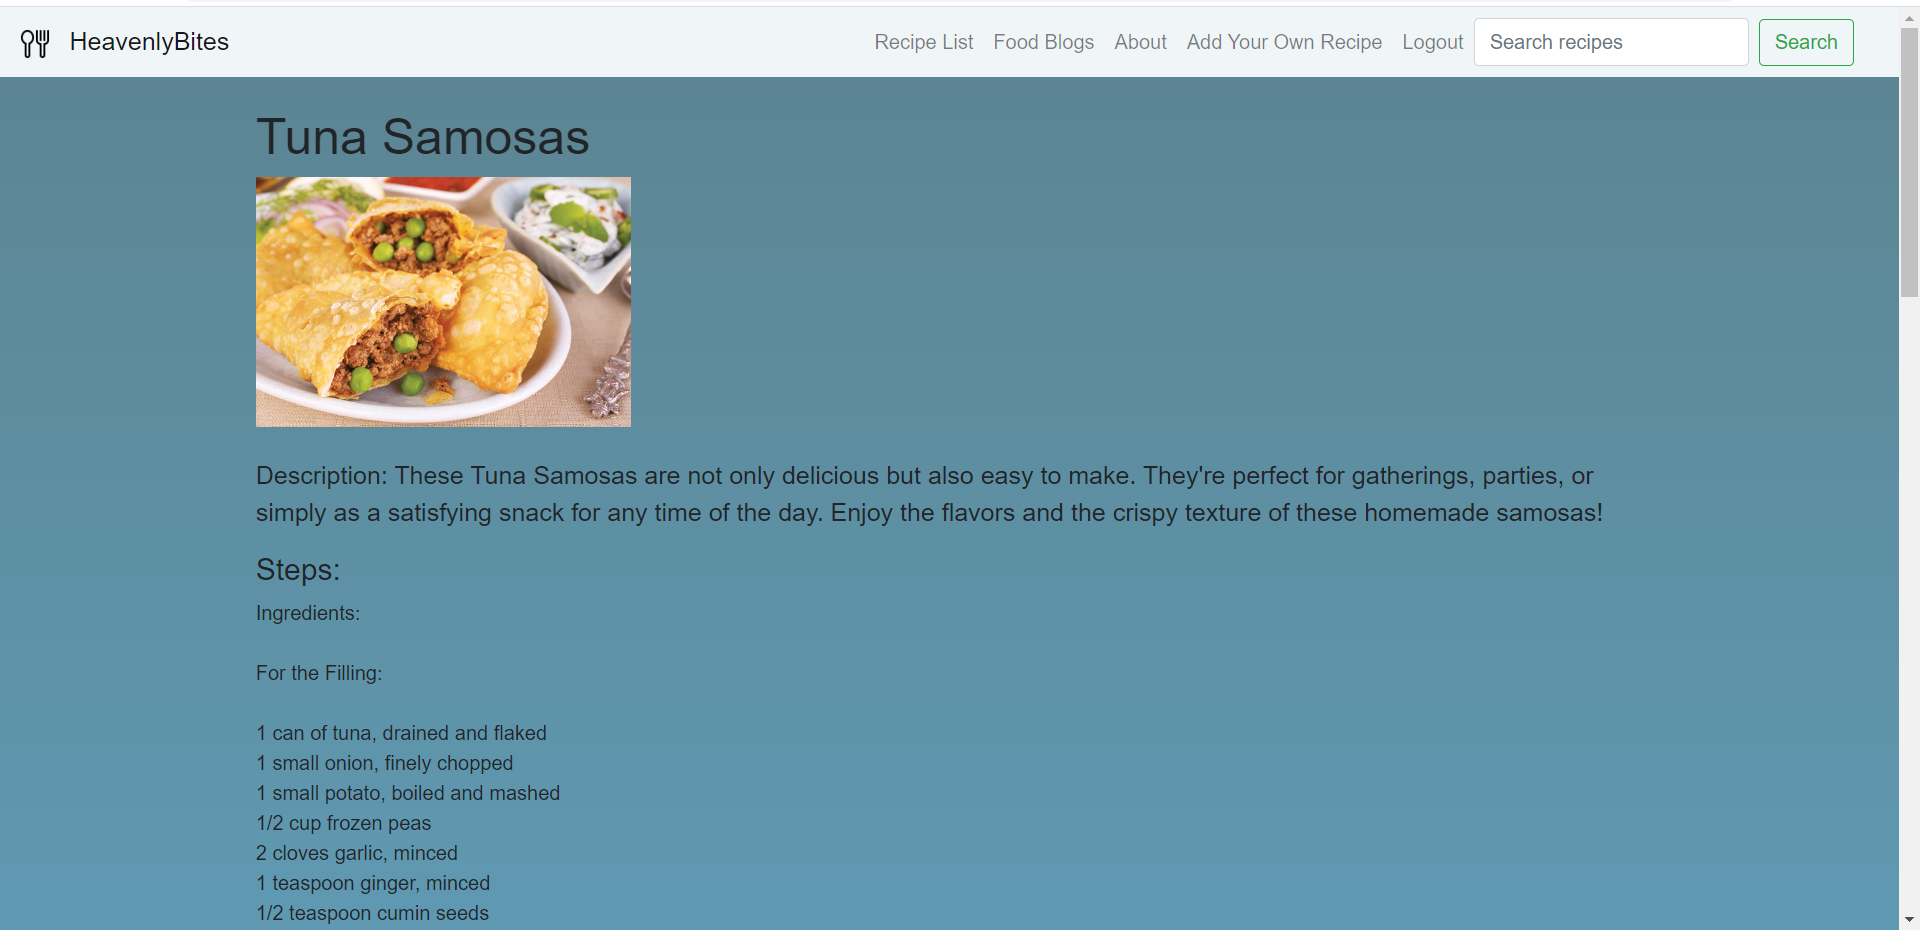 HeavenlyBites
Recipe List Food Blogs About Add Your Own Recipe Logout Search recipes Search
Tuna Samosas
Description: These Tuna Samosas are not only delicious but also easy to make. They're perfect for gatherings, parties, or
simply as a satisfying snack for any time of the day. Enjoy the flavors and the crispy texture of these homemade samosas!
Steps:
Ingredients:
For the Filling:
1 can of tuna, drained and flaked
1 small onion, finely chopped
1 small potato, boiled and mashed
1/2 cup frozen peas
2 cloves garlic, minced
1 teaspoon ginger, minced
1/2 teaspoon cumin seeds